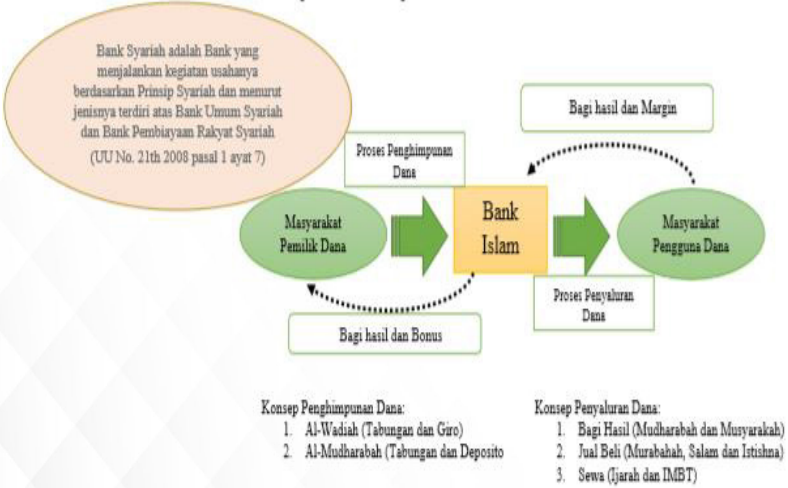 Bank Syariah adalah Bank yang
menjalankan kegiatan usahanya
berdasarkan Prinsip Syariah dan menurut
jenisnya terdiri atas Bank Umum Syariah
dan Bank Pembiayaan Rakyat Syariah
(UU No. 21th 2008 pasal 1 ayat 7)
Bagi hasil dan Margin
Proses Penghimpunan
Dana
Masyarakat
Pemilik Dana
Bank
Islam
Masyarakat
Pengguna Dana
Proses Penyaluran
Dana
Bagi hasil dan Bonus
Konsep Penghimpunan Dana:
1. Al-Wadiah (Tabungan dan Giro)
2. Al-Mudharabah (Tabungan dan Deposito
Konsep Penyaluran Dana:
1. Bagi Hasil (Mudharabah dan Musyarakah)
2. Jual Beli (Murabahah, Salam dan Istishna)
3. Sewa (Ijarah dan IMBT)